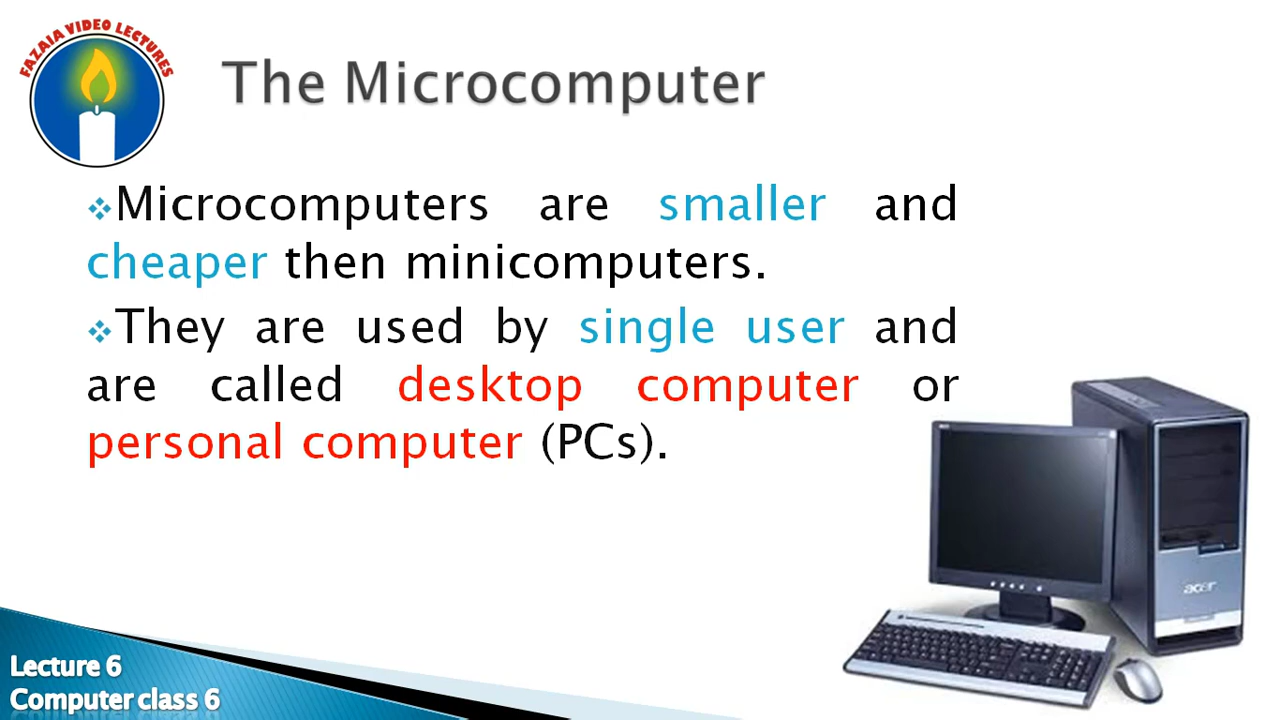 FAZAIA VIDEO LECTURES
The Microcomputer
❖Microcomputers are smaller and
cheaper then minicomputers.
❖They are used by single user and
are called desktop computer or
personal computer (PCs).
acer
Lecture 6
Computer class 6